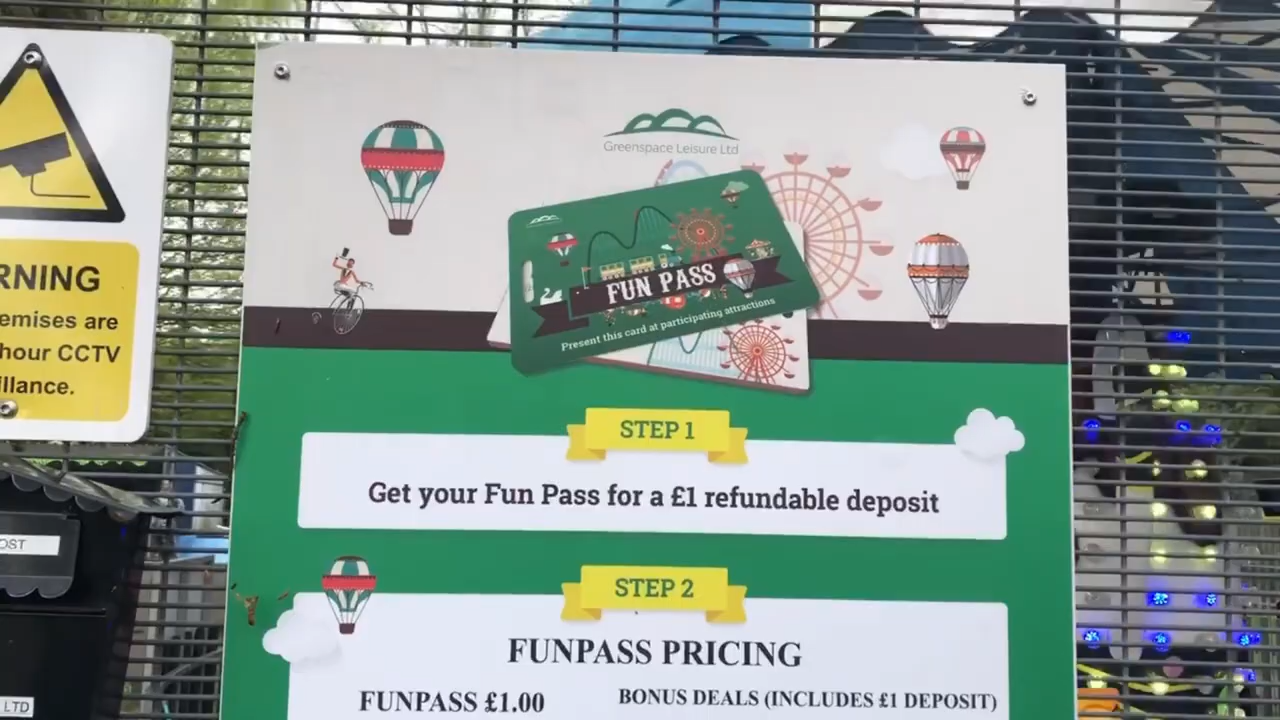 Greenspace Leisure Ltd
FUN PASS
Present this card at participating attractions
RNING
emises are
hour CCTV
illance.
STEP 1
Get your Fun Pass for a £1 refundable deposit
OST
STEP 2
FUNPASS PRICING
FUNPASS £1.00
BONUS DEALS (INCLUDES £1 DEPOSIT)
LTD